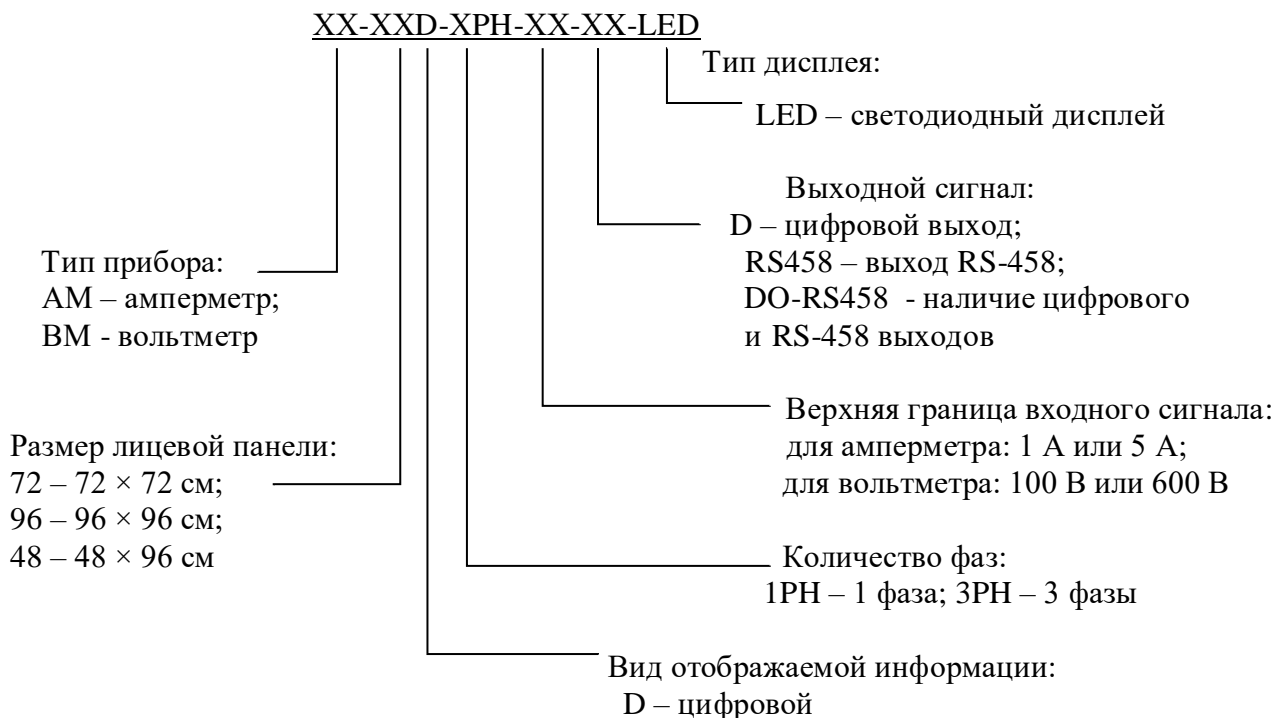 XX-XXD-XPH-XX-XX-LED
Тип дисплея:
LED – светодиодный дисплей
Выходной сигнал:
D – цифровой выход;
RS458 – выход RS-458;
DO-RS458 - наличие цифрового
и RS-458 выходов
Тип прибора:
АМ – амперметр;
ВМ - вольтметр
Верхняя граница входного сигнала:
для амперметра: 1 А или 5 А;
для вольтметра: 100 В или 600 В
Размер лицевой панели:
72 – 72 × 72 см;
96 – 96 × 96 см;
48 – 48 × 96 см
Количество фаз:
1PH – 1 фаза; 3PH – 3 фазы
Вид отображаемой информации:
D – цифровой